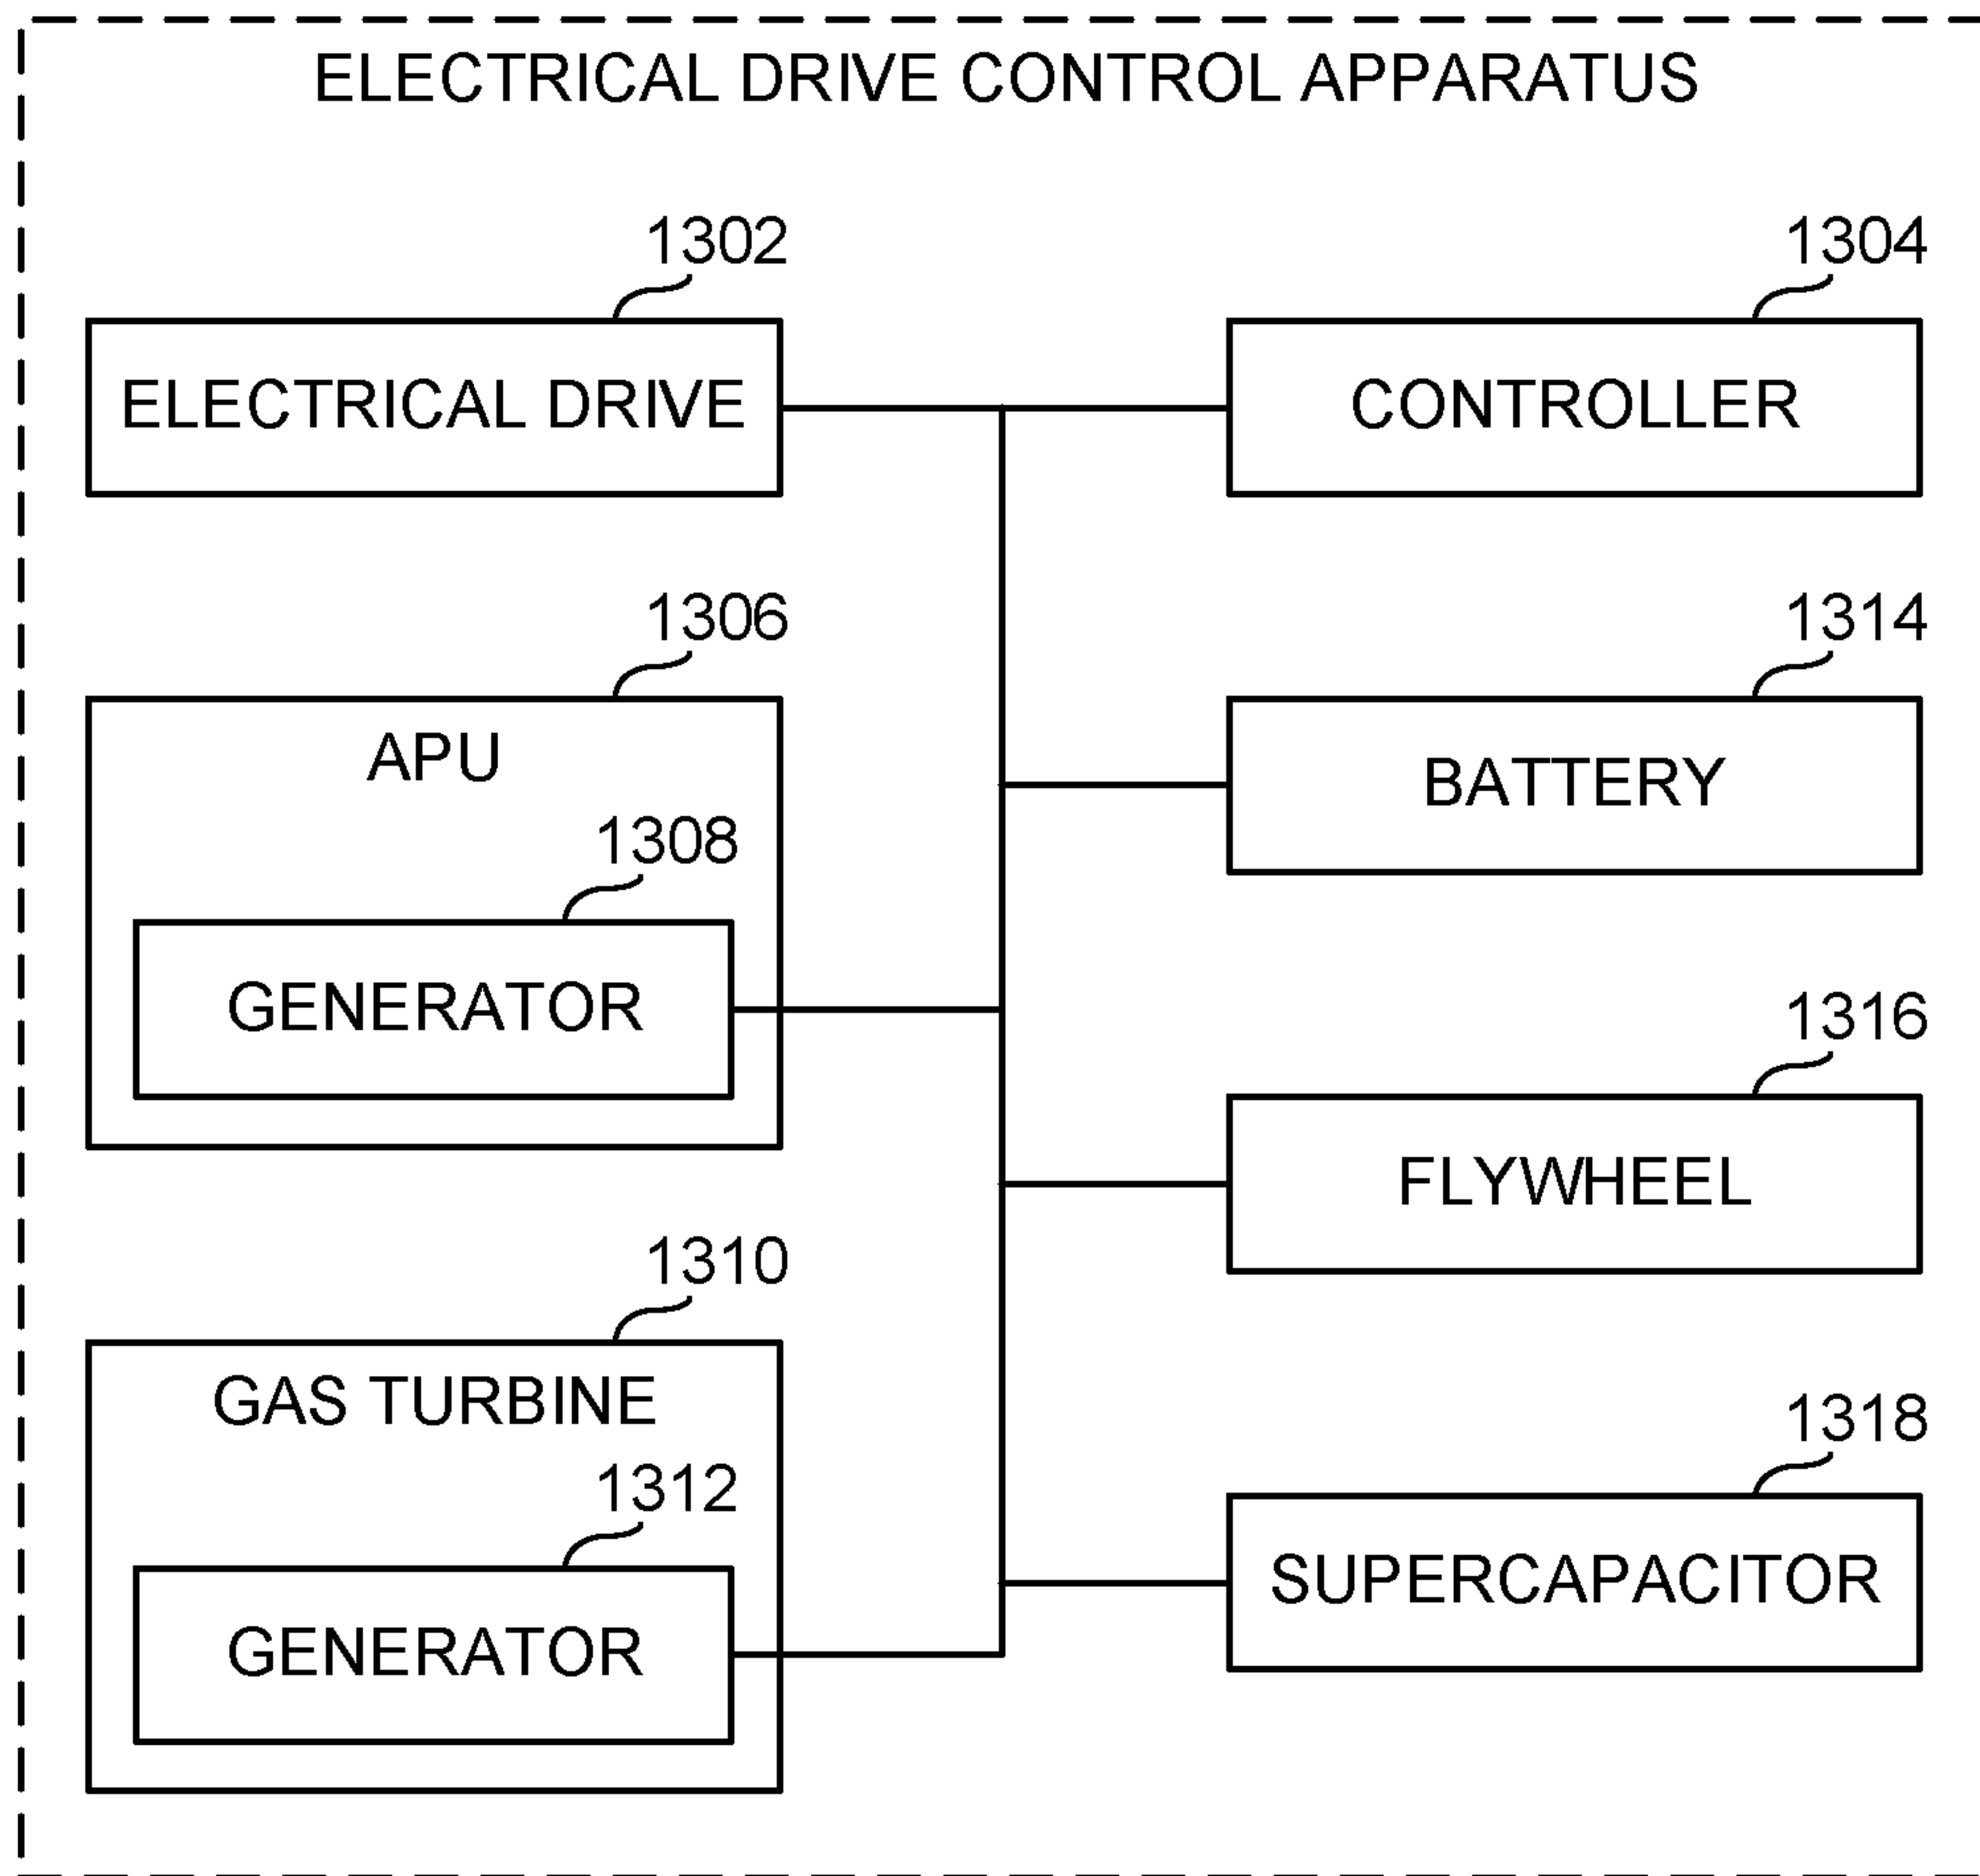 ELECTRICAL DRIVE CONTROL APPARATUS
1302
ELECTRICAL DRIVE
1304
CONTROLLER
1306
APU
1308
GENERATOR
1310
GAS TURBINE
1312
GENERATOR
1314
BATTERY
1316
FLYWHEEL
1318
SUPERCAPACITOR